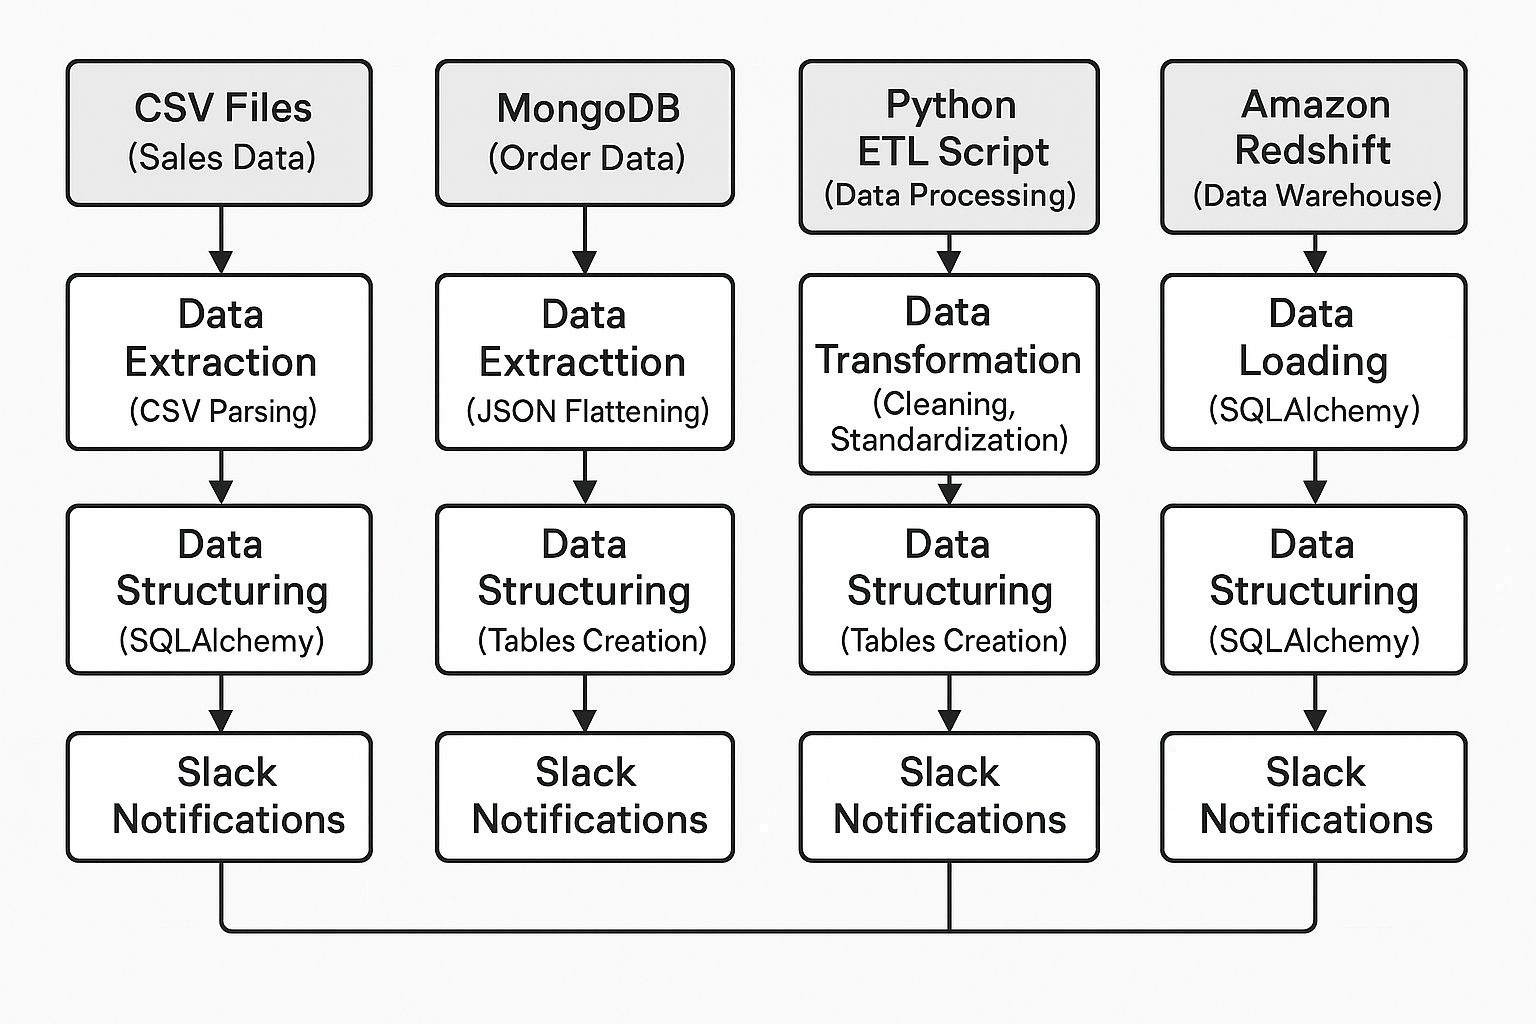 CSV Files
(Sales Data)
MongoDB
(Order Data)
Python
ETL Script
(Data Processing)
Amazon
Redshift
(Data Warehouse)
Data
Extraction
(CSV Parsing)
Data
Extracttion
(JSON Flattening)
Data
Transformation
(Cleaning,
Standardization)
Data
Loading
(SQLAlchemy)
Data
Structuring
(SQLAlchemy)
Data
Structuring
(Tables Creation)
Data
Structuring
(Tables Creation)
Data
Structuring
(SQLAlchemy)
Slack
Notifications
Slack
Notifications
Slack
Notifications
Slack
Notifications